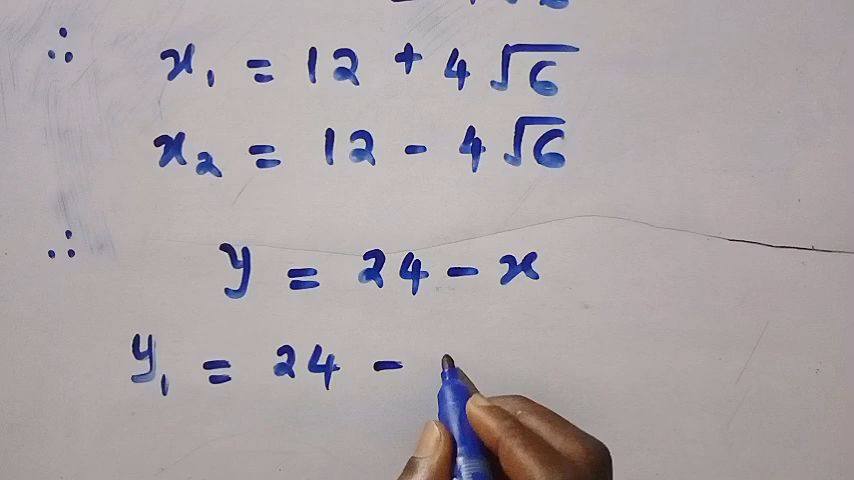 ∴ x₁ = 12 + 4√6
x₂ = 12 - 4√6
∴ y = 24 - x
y₁ = 24 -